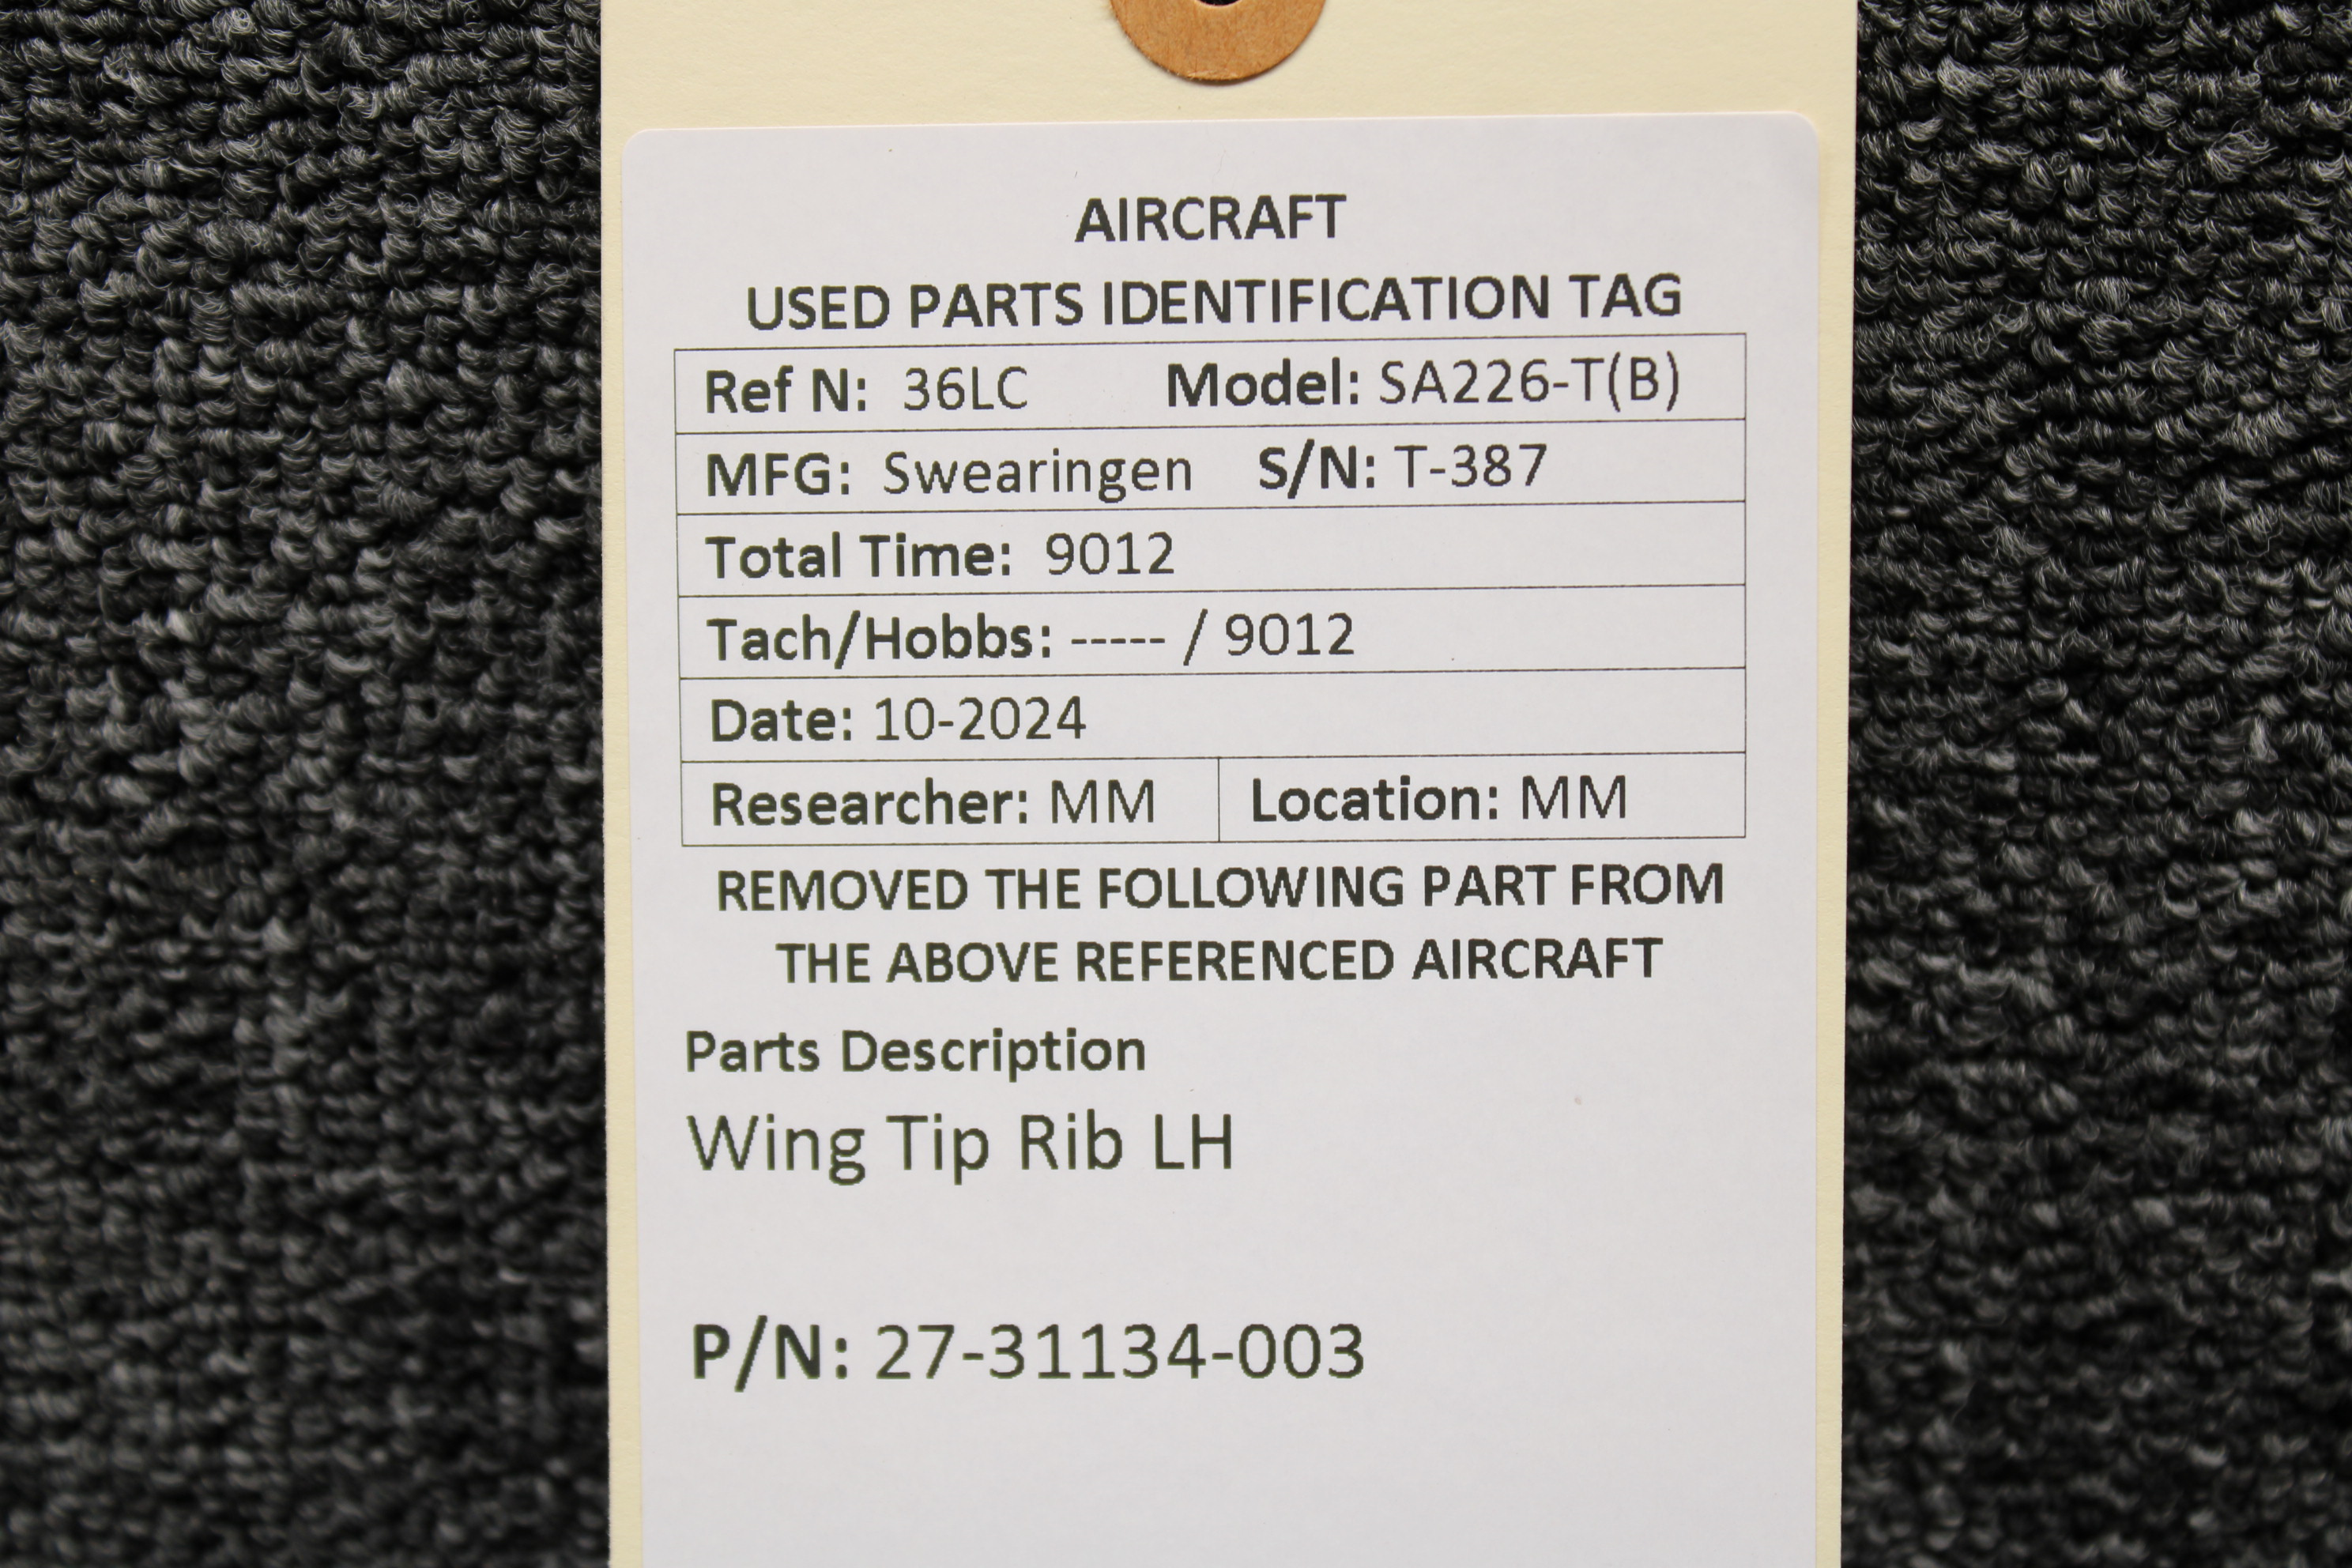 AIRCRAFT
USED PARTS IDENTIFICATION TAG
Ref N: 36LC Model: SA226-T(B)
MFG: Swearingen S/N: T-387
Total Time: 9012
Tach/Hobbs: ----- / 9012
Date: 10-2024
Researcher: MM Location: MM
REMOVED THE FOLLOWING PART FROM
THE ABOVE REFERENCED AIRCRAFT
Parts Description
Wing Tip Rib LH
P/N: 27-31134-003